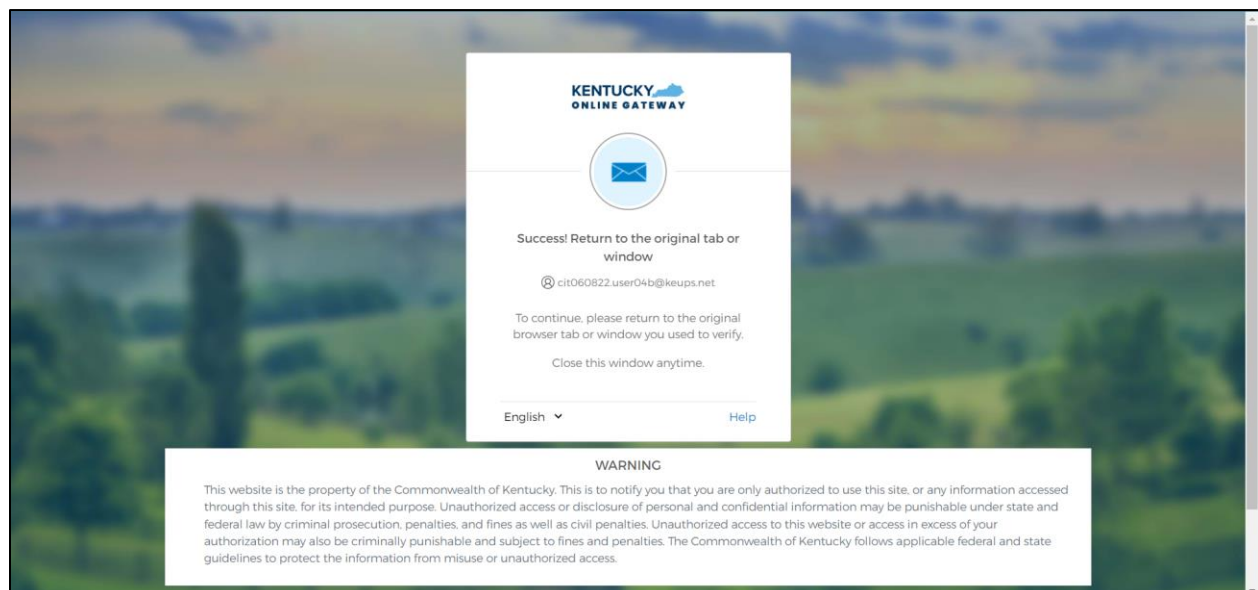 KENTUCKY
ONLINE GATEWAY
Success! Return to the original tab or
window
cit060822.user04b@keups.net
To continue, please return to the original
browser tab or window you used to verify.
Close this window anytime.
English
Help
WARNING
This website is the property of the Commonwealth of Kentucky. This is to notify you that you are only authorized to use this site, or any information accessed
through this site, for its intended purpose. Unauthorized access or disclosure of personal and confidential information may be punishable under state and
federal law by criminal prosecution, penalties, and fines as well as civil penalties. Unauthorized access to this website or access in excess of your
authorization may also be criminally punishable and subject to fines and penalties. The Commonwealth of Kentucky follows applicable federal and state
guidelines to protect the information from misuse or unauthorized access.